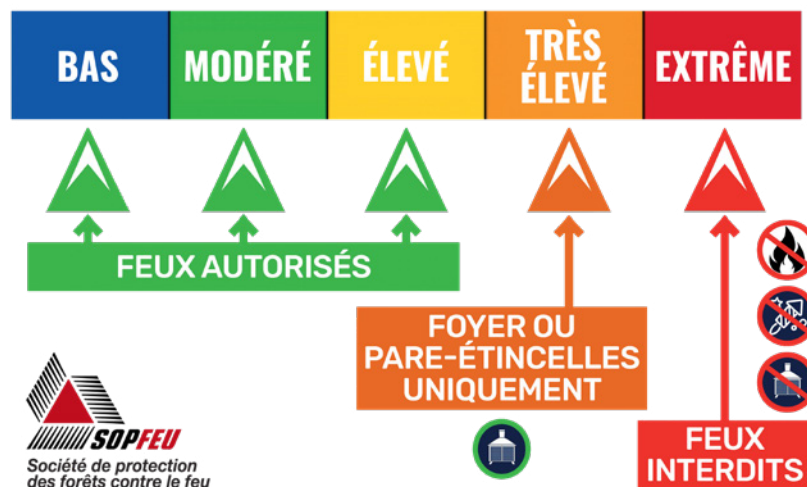 BAS
MODÉRÉ
ÉLEVÉ
TRÈS
ÉLEVÉ
EXTRÊME
FEUX AUTORISÉS
FOYER OU
PARE-ÉTINCELLES
UNIQUEMENT
FEUX
INTERDITS
SOPFEU
Société de protection
des forêts contre le feu